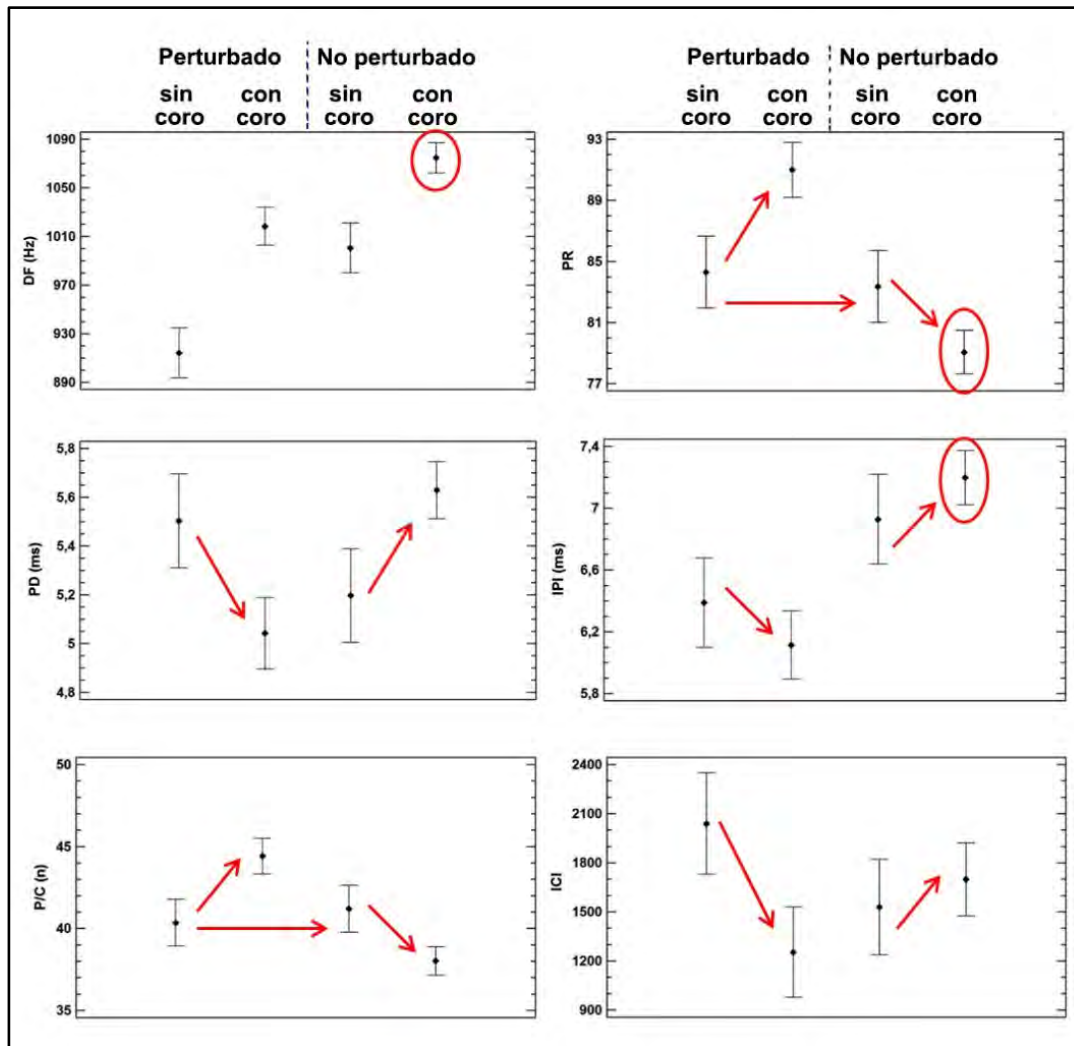 Perturbado No perturbado
sin con sin con
coro coro coro coro
1090
1050
1010
970
930
890
DF (Hz)
Perturbado No perturbado
sin con sin con
coro coro coro coro
93
89
85
81
77
PR
5,8
5,6
5,4
5,2
5
4,8
PD (ms)
7,4
7
6,6
6,2
5,8
IPI (ms)
50
45
40
35
P/C (n)
2400
2100
1800
1500
1200
900
ICI